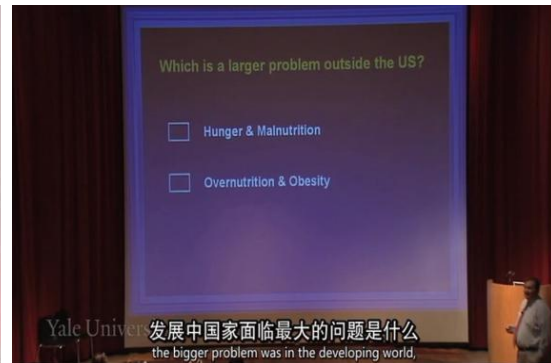 Which is a larger problem outside the US?
Hunger & Malnutrition
Overnutrition & Obesity
Yale Univers
发展中国家面临最大的问题是什么
the bigger problem was in the developing world,